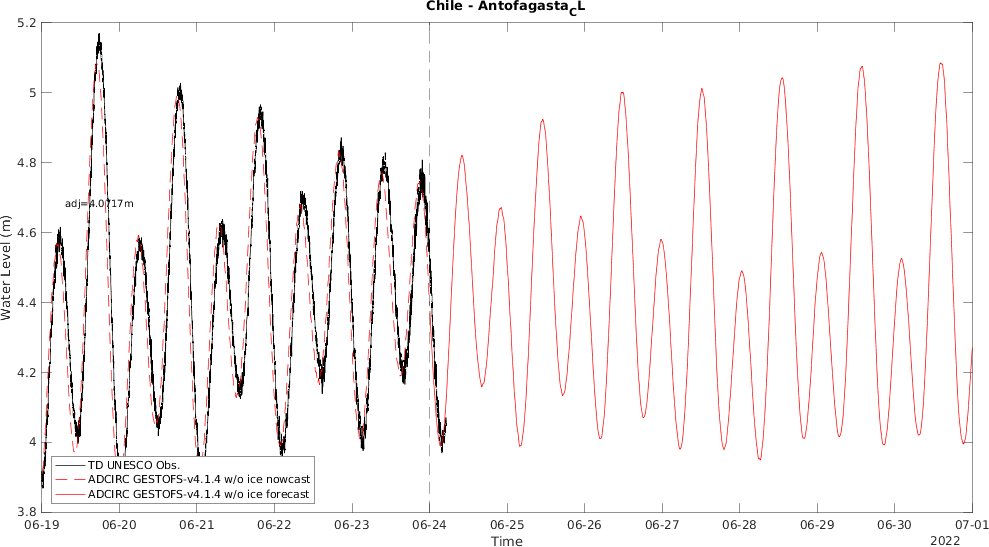 Chile - Antofagasta_CL
5.2
5
4.8
4.6
4.4
4.2
4
3.8
Water Level (m)
adj=4.0717m
TD UNESCO Obs.
ADCIRC GESTOFS-v4.1.4 w/o ice nowcast
ADCIRC GESTOFS-v4.1.4 w/o ice forecast
06-19 06-20 06-21 06-22 06-23 06-24 06-25 06-26 06-27 06-28 06-29 06-30 07-01
Time
2022